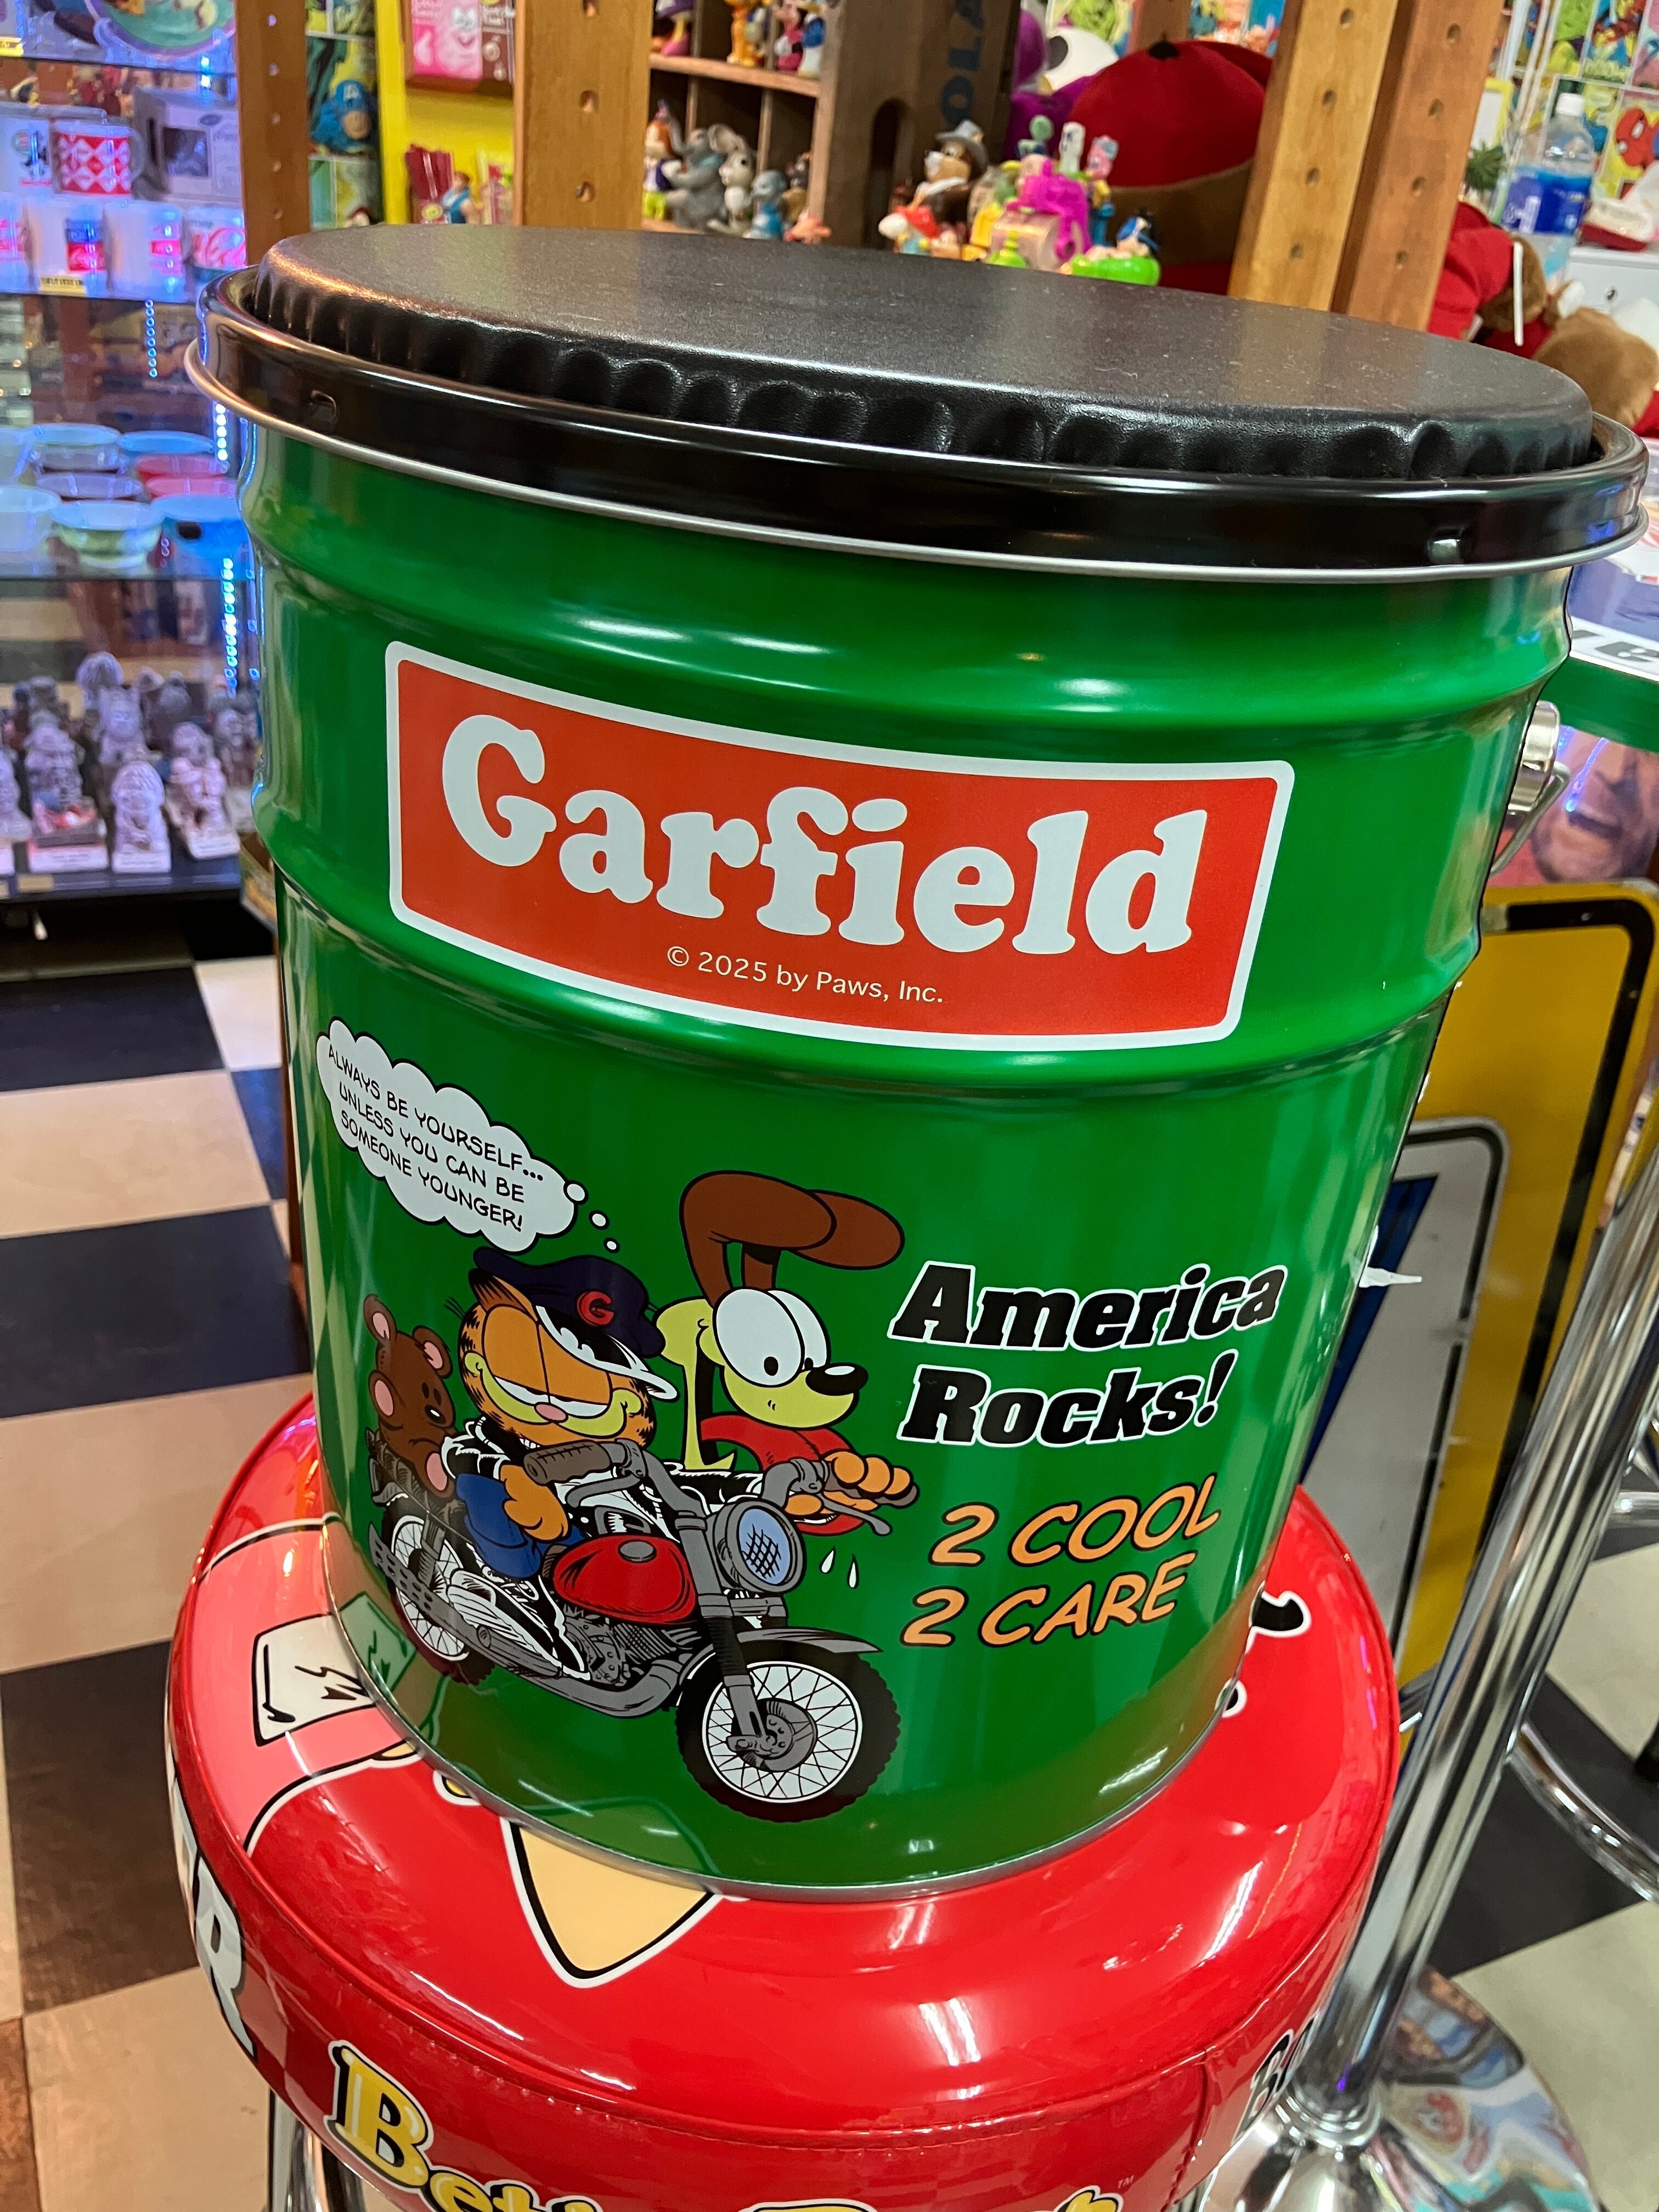 Garfield
© 2025 by Paws, Inc.
ALWAYS BE YOURSELF...
UNLESS YOU CAN BE
SOMEONE YOUNGER!
G
America
Rocks!
2 COOL
2 CARE